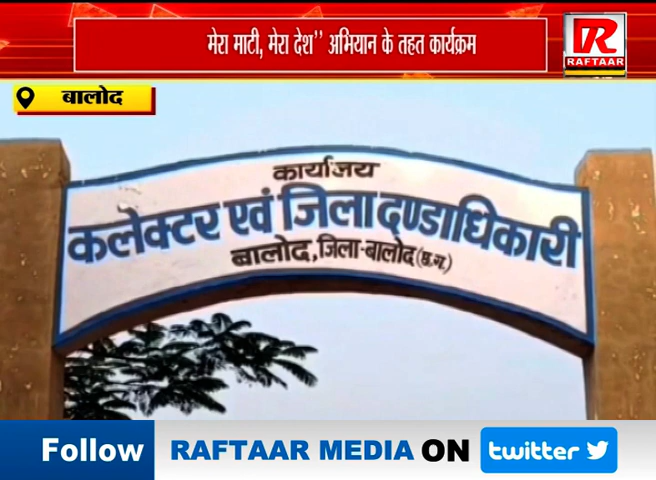 मेरा माटी, मेरा देश'' अभियान के तहत कार्यक्रम
R
RAFTAAR
बालोद
कार्यालय
कलेक्टर एवं जिला दण्डाधिकारी
बालोद, जिला-बालोद (छ.ग.)
Follow RAFTAAR MEDIA ON twitter